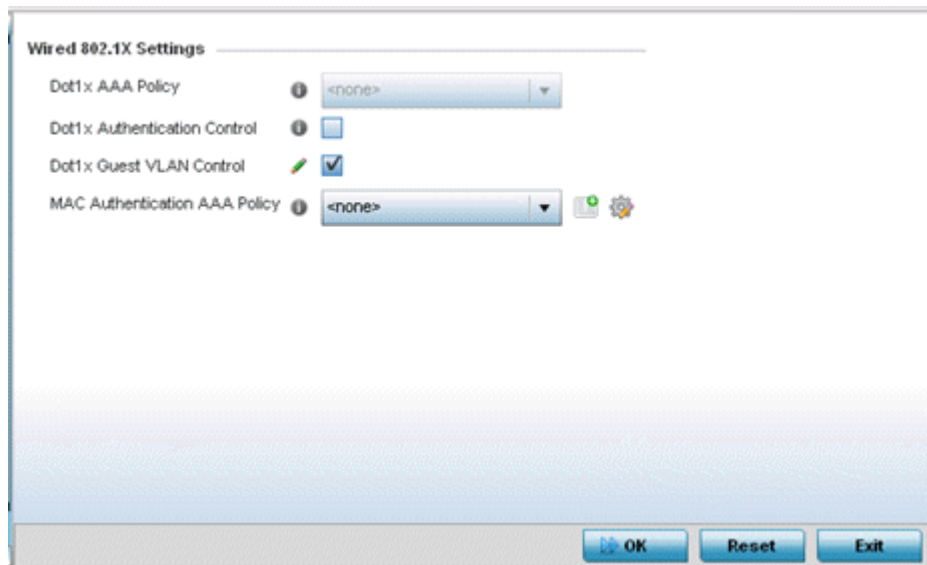 Wired 802.1X Settings
Dot1x AAA Policy <none>
Dot1x Authentication Control
Dot1x Guest VLAN Control
MAC Authentication AAA Policy <none>
OK Reset Exit